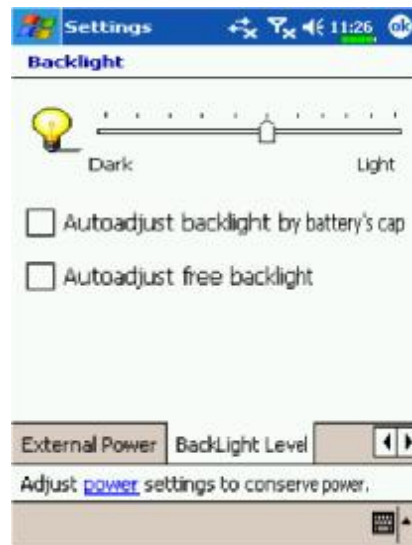 Settings 11:26 ok
Backlight
Dark Light
Autoadjust backlight by battery's cap
Autoadjust free backlight
External Power BackLight Level
Adjust power settings to conserve power.